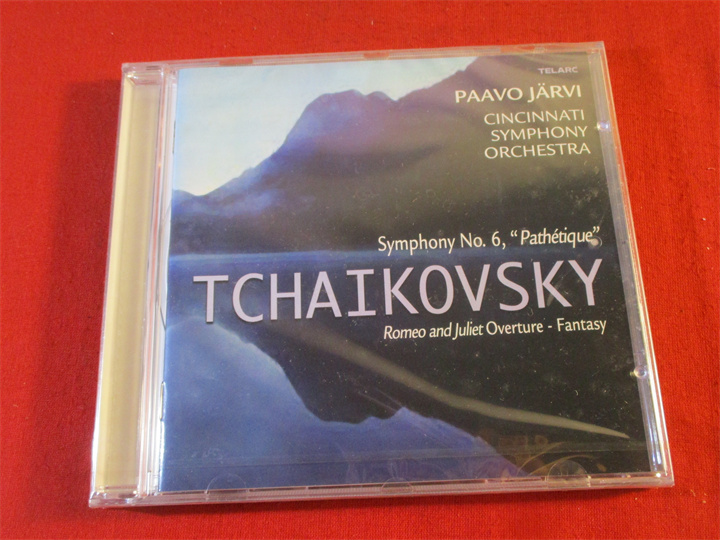 TELARC
PAAVO JÄRVI
CINCINNATI
SYMPHONY
ORCHESTRA
Symphony No. 6, “Pathétique”
TCHAIKOVSKY
Romeo and Juliet Overture - Fantasy